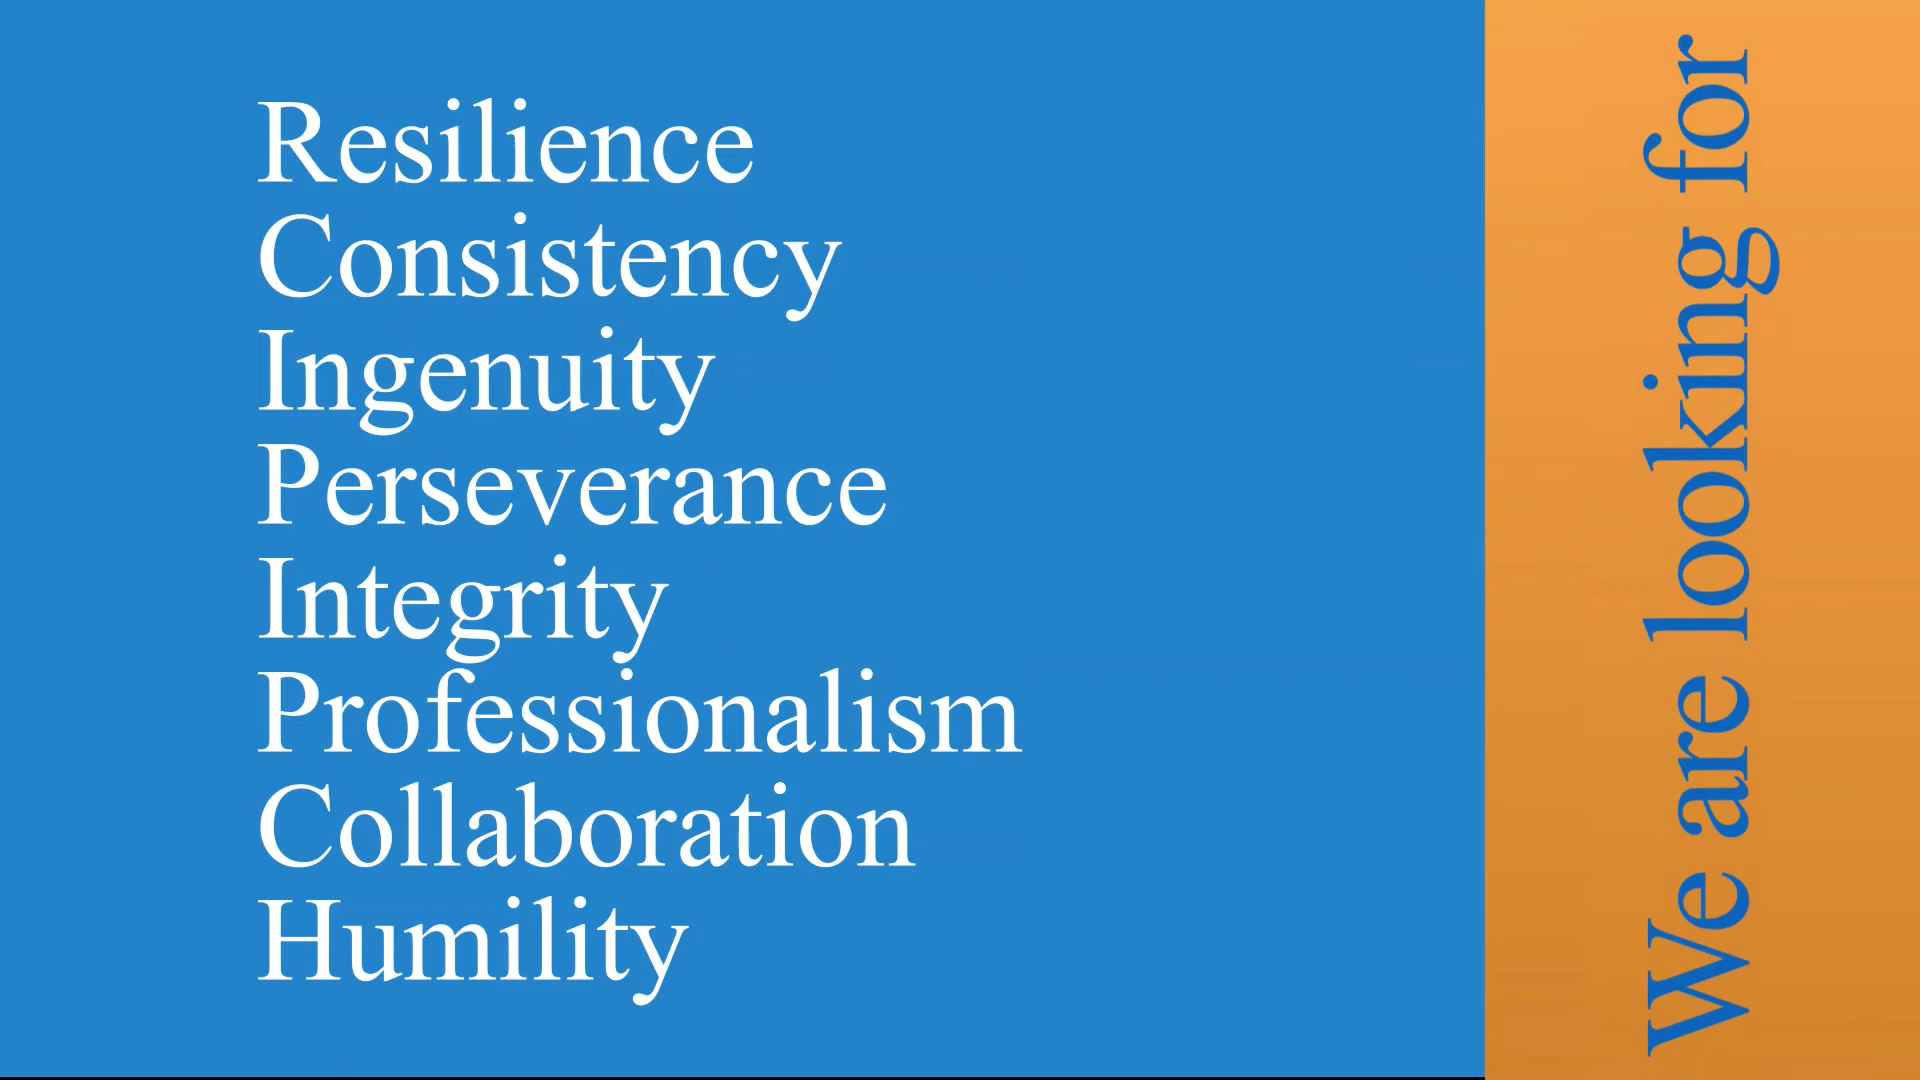 Resilience
Consistency
Ingenuity
Perseverance
Integrity
Professionalism
Collaboration
Humility
We are looking for